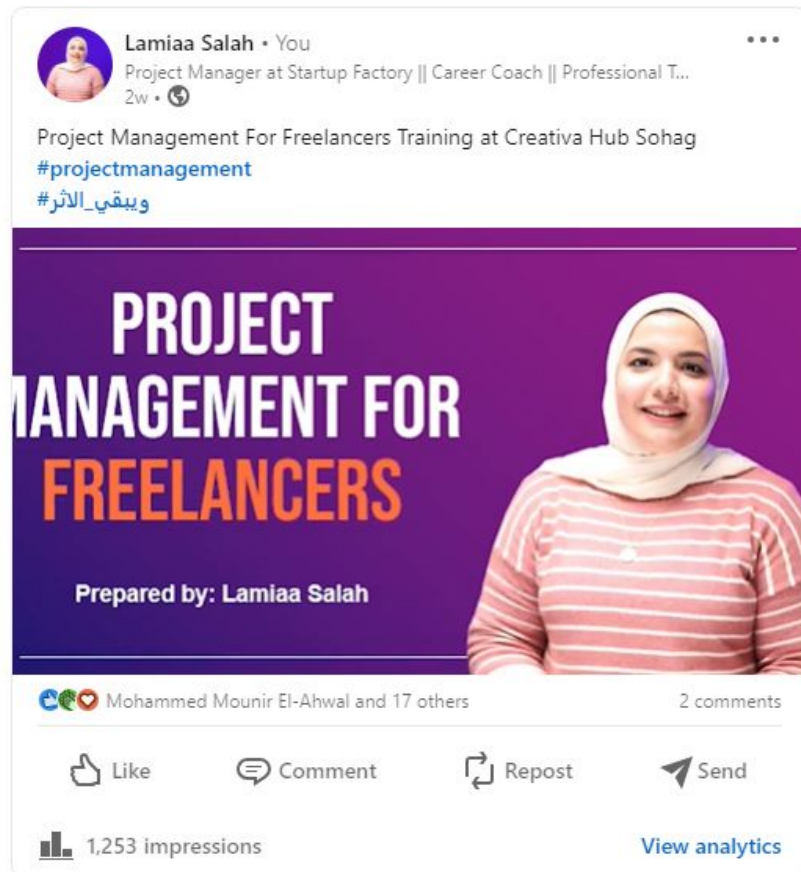 Lamiaa Salah • You
Project Manager at Startup Factory || Career Coach || Professional T...
2w •
Project Management For Freelancers Training at Creativa Hub Sohag
#projectmanagement
#ويبقي_الاثر
PROJECT
MANAGEMENT FOR
FREELANCERS
Prepared by: Lamiaa Salah
Mohammed Mounir El-Ahwal and 17 others
2 comments
Like
Comment
Repost
Send
1,253 impressions
View analytics